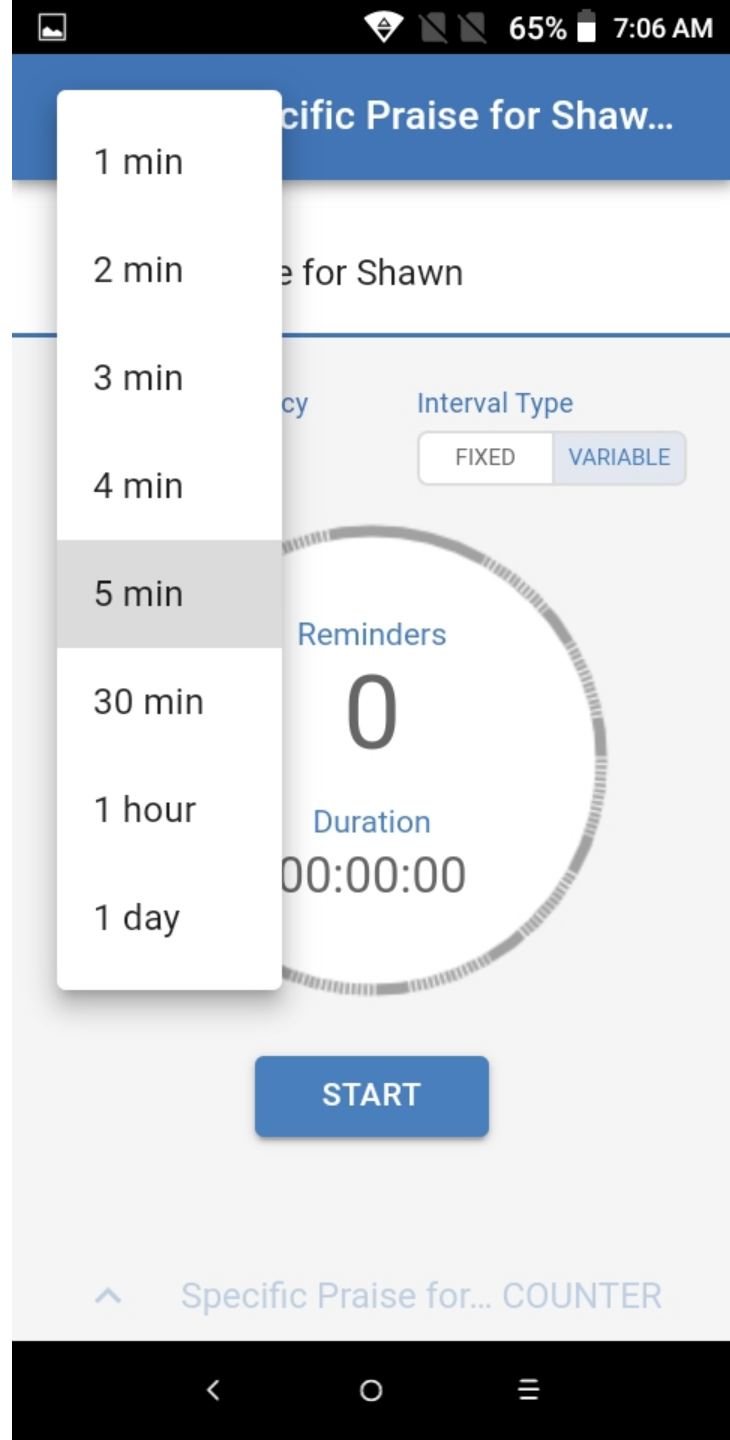 65% 7:06 AM
cific Praise for Shaw...
1 min
2 min
e for Shawn
3 min
cy
Interval Type
4 min
FIXED
VARIABLE
5 min
Reminders
0
30 min
1 hour
Duration
00:00:00
1 day
START
Specific Praise for... COUNTER